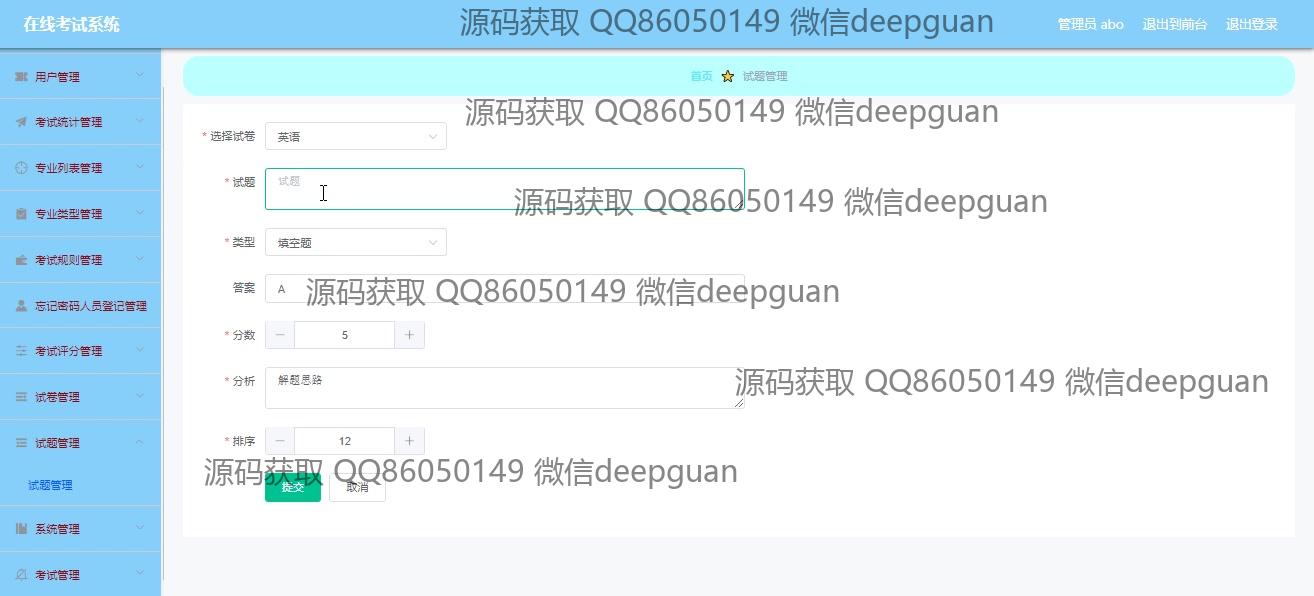 在线考试系统
源码获取 QQ86050149 微信deepguan
管理员 abo 退出到前台 退出登录
用户管理
考试统计管理
专业列表管理
专业类型管理
考试规则管理
忘记密码人员登记管理
考试评分管理
试卷管理
试题管理
试题管理
系统管理
考试管理
首页 试题管理
源码获取 QQ86050149 微信deepguan
* 选择试卷 英语
* 试题 试题
源码获取 QQ86050149 微信deepguan
* 类型 填空题
答案 A
源码获取 QQ86050149 微信deepguan
* 分数 − 5 +
* 分析 解题思路
源码获取 QQ86050149 微信deepguan
* 排序 − 12 +
源码获取 QQ86050149 微信deepguan
提交 取消